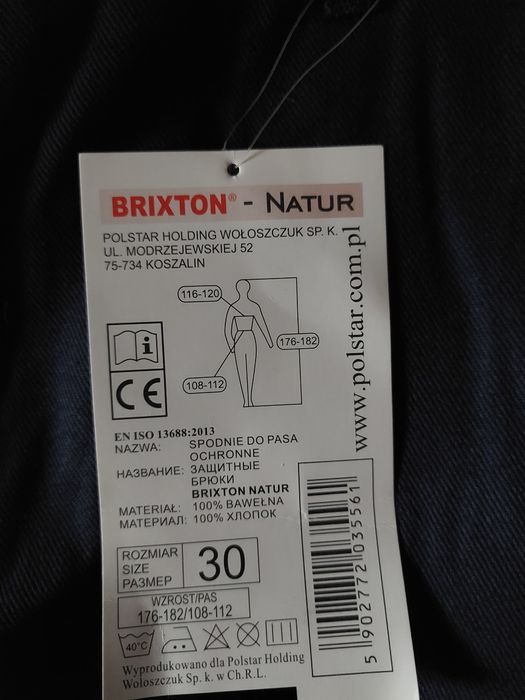 BRIXTON® - NATUR
POLSTAR HOLDING WOŁOSZCZUK SP. K.
UL. MODRZEJEWSKIEJ 52
75-734 KOSZALIN
www.polstar.com.pl
116-120
176-182
108-112
i
CE
EN ISO 13688:2013
NAZWA: SPODNIE DO PASA
OCHRONNE
НАЗВАНИЕ: ЗАЩИТНЫЕ
БРЮКИ
BRIXTON NATUR
MATERIAŁ: 100% BAWEŁNA
МАТЕРИАЛ: 100% ХЛОПОК
ROZMIAR
SIZE
РАЗМЕР
30
WZROST/PAS
176-182/108-112
40°C
Wyprodukowano dla Polstar Holding
Wołoszczuk Sp. k. w Ch.R.L.
5 902772 035561